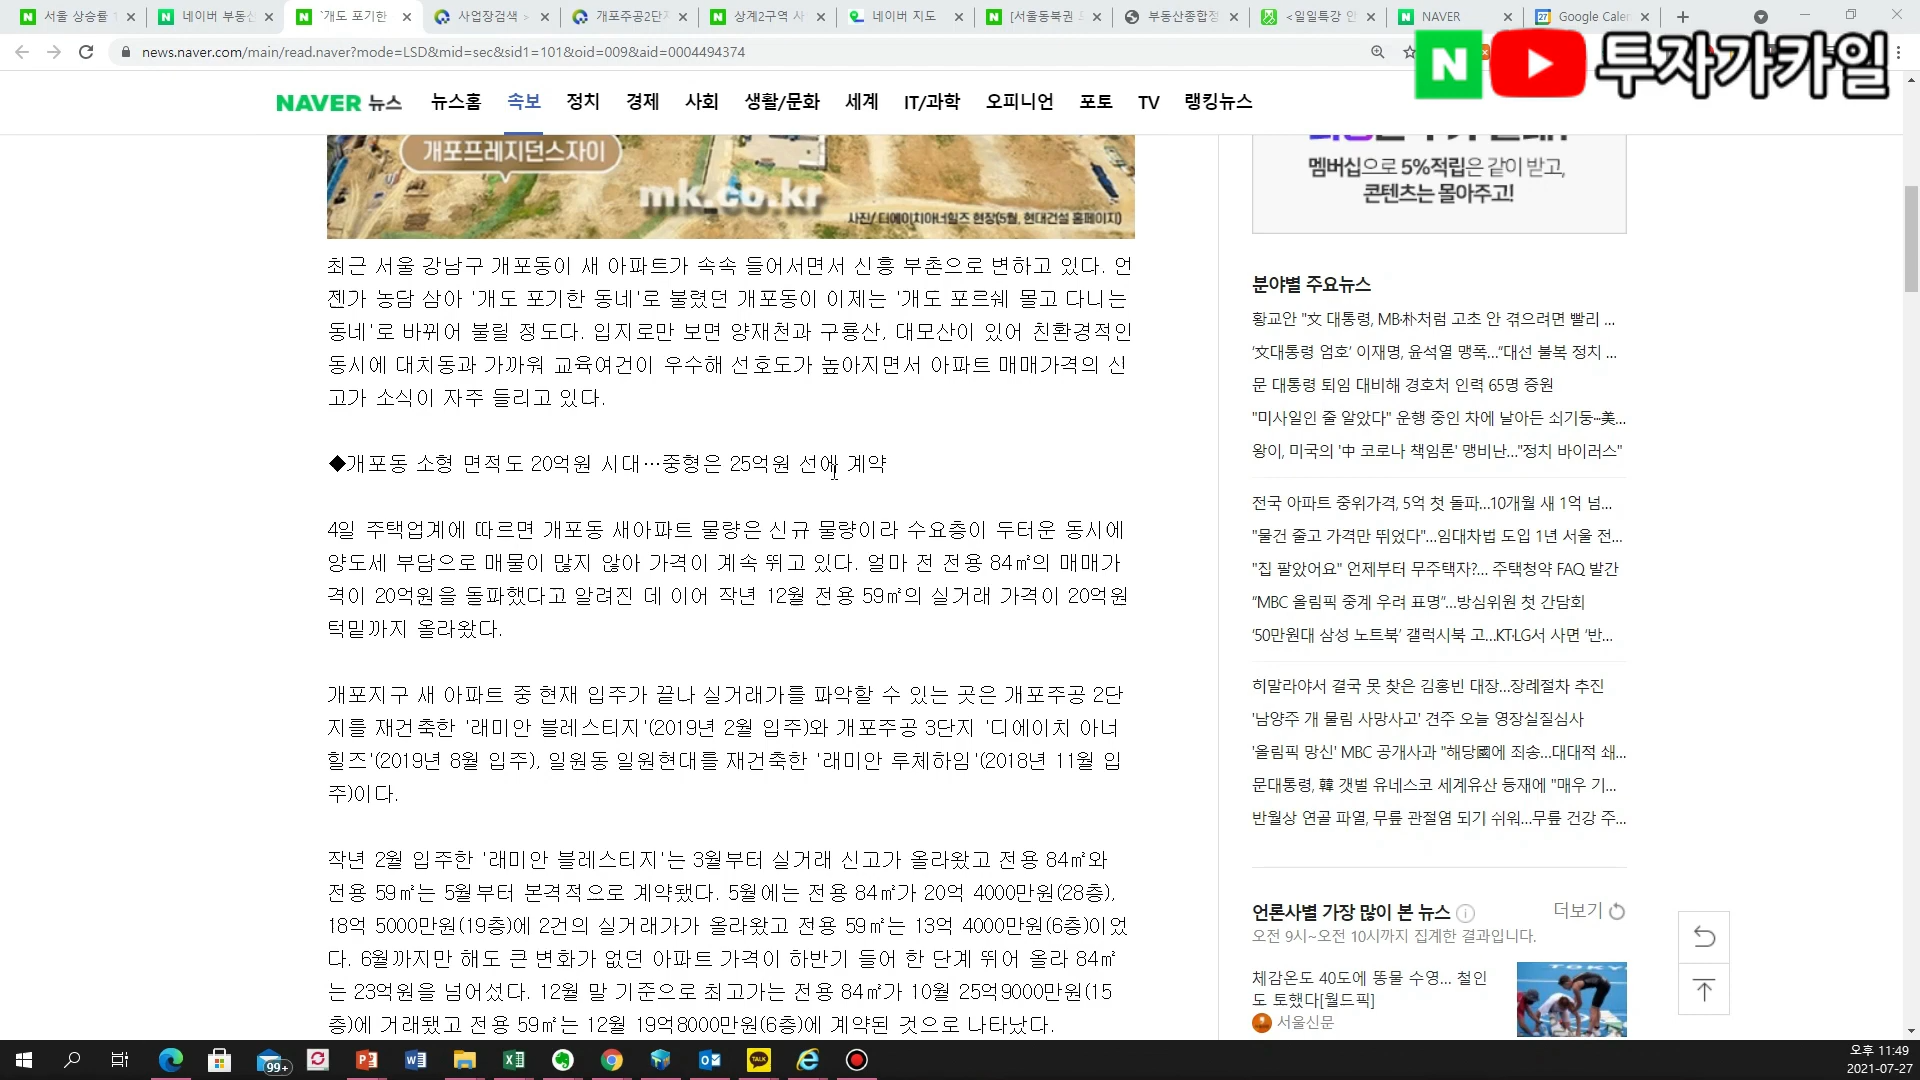 서울 상승률 1
네이버 부동산
`개도 포기한
사업장검색 >
개포주공2단지
상계2구역 사
네이버 지도
[서울동북권
부동산종합정
<일일특강 안
NAVER
Google Calen
news.naver.com/main/read.naver?mode=LSD&mid=sec&sid1=101&oid=009&aid=0004494374
투자가카일
NAVER 뉴스 뉴스홈 속보 정치 경제 사회 생활/문화 세계 IT/과학 오피니언 포토 TV 랭킹뉴스
개포프레지던스자이
mk.co.kr
사진/ 디에이치아너힐즈 현장(5월, 현대건설 홈페이지)
최근 서울 강남구 개포동이 새 아파트가 속속 들어서면서 신흥 부촌으로 변하고 있다. 언
젠가 농담 삼아 '개도 포기한 동네'로 불렸던 개포동이 이제는 '개도 포르쉐 몰고 다니는
동네'로 바뀌어 불릴 정도다. 입지로만 보면 양재천과 구룡산, 대모산이 있어 친환경적인
동시에 대치동과 가까워 교육여건이 우수해 선호도가 높아지면서 아파트 매매가격의 신
고가 소식이 자주 들리고 있다.
◆개포동 소형 면적도 20억원 시대…중형은 25억원 선에 계약
4일 주택업계에 따르면 개포동 새아파트 물량은 신규 물량이라 수요층이 두터운 동시에
양도세 부담으로 매물이 많지 않아 가격이 계속 뛰고 있다. 얼마 전 전용 84㎡의 매매가
격이 20억원을 돌파했다고 알려진 데 이어 작년 12월 전용 59㎡의 실거래 가격이 20억원
턱밑까지 올라왔다.
개포지구 새 아파트 중 현재 입주가 끝나 실거래가를 파악할 수 있는 곳은 개포주공 2단
지를 재건축한 '래미안 블레스티지'(2019년 2월 입주)와 개포주공 3단지 '디에이치 아너
힐즈'(2019년 8월 입주), 일원동 일원현대를 재건축한 '래미안 루체하임'(2018년 11월 입
주)이다.
작년 2월 입주한 '래미안 블레스티지'는 3월부터 실거래 신고가 올라왔고 전용 84㎡와
전용 59㎡는 5월부터 본격적으로 계약됐다. 5월에는 전용 84㎡가 20억 4000만원(28층),
18억 5000만원(19층)에 2건의 실거래가가 올라왔고 전용 59㎡는 13억 4000만원(6층)이었
다. 6월까지만 해도 큰 변화가 없던 아파트 가격이 하반기 들어 한 단계 뛰어 올라 84㎡
는 23억원을 넘어섰다. 12월 말 기준으로 최고가는 전용 84㎡가 10월 25억9000만원(15
층)에 거래됐고 전용 59㎡는 12월 19억8000만원(6층)에 계약된 것으로 나타났다.
멤버십으로 5%적립은 같이 받고,
콘텐츠는 몰아주고!
분야별 주요뉴스
황교안 "文 대통령, MB·朴처럼 고초 안 겪으려면 빨리 ...
'文대통령 엄호' 이재명, 윤석열 맹폭..."대선 불복 정치 ...
문 대통령 퇴임 대비해 경호처 인력 65명 증원
"미사일인 줄 알았다" 운행 중인 차에 날아든 쇠기둥…美...
왕이, 미국의 '中 코로나 책임론' 맹비난..."정치 바이러스"
전국 아파트 중위가격, 5억 첫 돌파...10개월 새 1억 넘...
"물건 줄고 가격만 뛰었다"...임대차법 도입 1년 서울 전...
"집 팔았어요" 언제부터 무주택자?... 주택청약 FAQ 발간
"MBC 올림픽 중계 우려 표명"...방심위원 첫 간담회
'50만원대 삼성 노트북' 갤럭시북 고...KT·LG서 사면 '반...
히말라야서 결국 못 찾은 김홍빈 대장...장례절차 추진
'남양주 개 물림 사망사고' 견주 오늘 영장실질심사
'올림픽 망신' MBC 공개사과 "해당국에 죄송...대대적 쇄...
문대통령, 韓 갯벌 유네스코 세계유산 등재에 "매우 기...
반월상 연골 파열, 무릎 관절염 되기 쉬워...무릎 건강 주...
언론사별 가장 많이 본 뉴스
더보기
오전 9시~오전 10시까지 집계한 결과입니다.
체감온도 40도에 똥물 수영... 철인
도 토했다[월드픽]
서울신문
99+
TALK
오후 11:49
2021-07-27